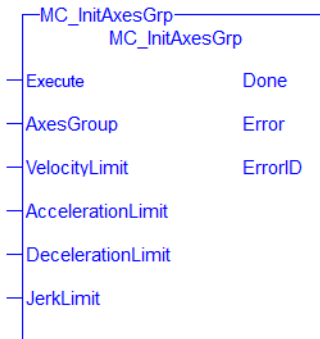 MC_InitAxesGrp
MC_InitAxesGrp
Execute Done
AxesGroup Error
VelocityLimit ErrorID
AccelerationLimit
DecelerationLimit
JerkLimit